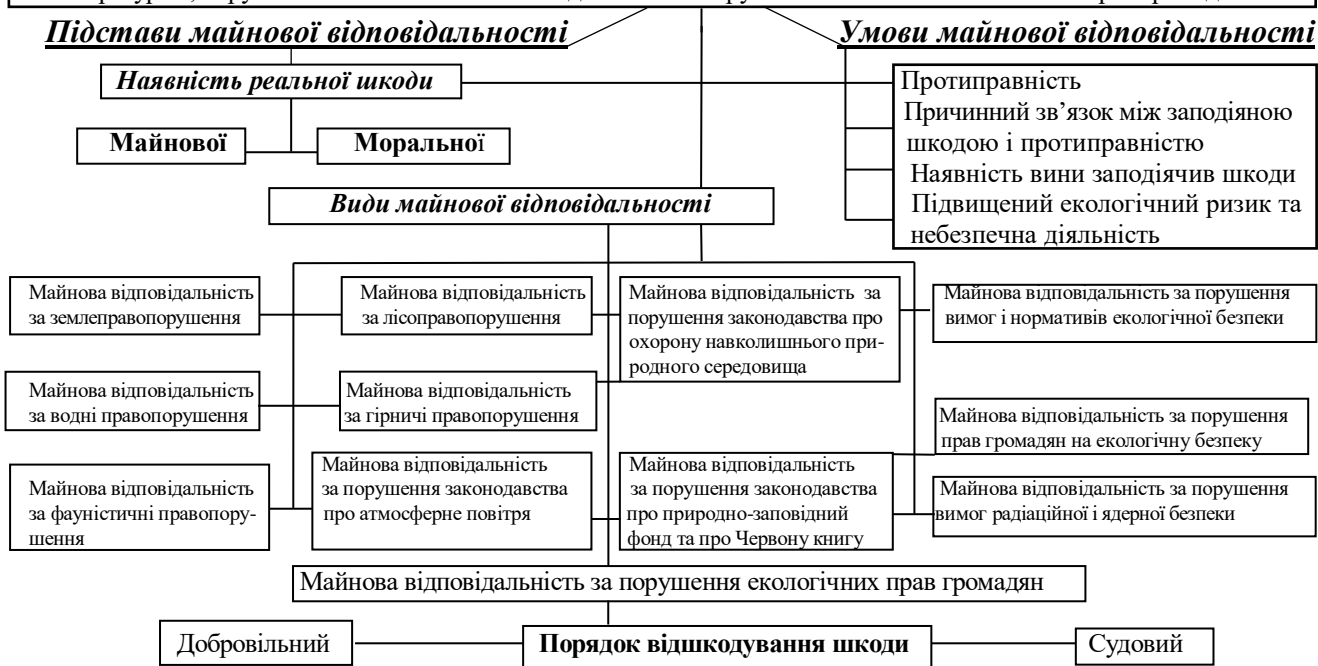 Підстави майнової відповідальності
Умови майнової відповідальності
Наявність реальної шкоди
Майнової
Моральної
Протиправність
Причинний зв’язок між заподіяною
шкодою і протиправністю
Наявність вини заподіячив шкоди
Підвищений екологічний ризик та
небезпечна діяльність
Види майнової відповідальності
Майнова відповідальність
за землеправопорушення
Майнова відповідальність
за лісоправопорушення
Майнова відповідальність за
порушення законодавства про
охорону навколишнього при-
родного середовища
Майнова відповідальність за порушення
вимог і нормативів екологічної безпеки
Майнова відповідальність
за водні правопорушення
Майнова відповідальність
за гірничі правопорушення
Майнова відповідальність за порушення
прав громадян на екологічну безпеку
Майнова відповідальність
за фауністичні правопору-
шення
Майнова відповідальність
за порушення законодавства
про атмосферне повітря
Майнова відповідальність
за порушення законодавства
про природно-заповідний
фонд та про Червону книгу
Майнова відповідальність за порушення
вимог радіаційної і ядерної безпеки
Майнова відповідальність за порушення екологічних прав громадян
Добровільний
Порядок відшкодування шкоди
Судовий